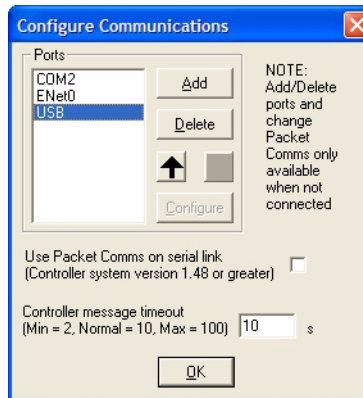 Configure Communications
Ports
COM2
ENet0
USB
Add
Delete
Configure
NOTE:
Add/Delete
ports and
change
Packet
Comms only
available
when not
connected
Use Packet Comms on serial link
(Controller system version 1.48 or greater)
Controller message timeout
(Min = 2, Normal = 10, Max = 100) 10 s
OK